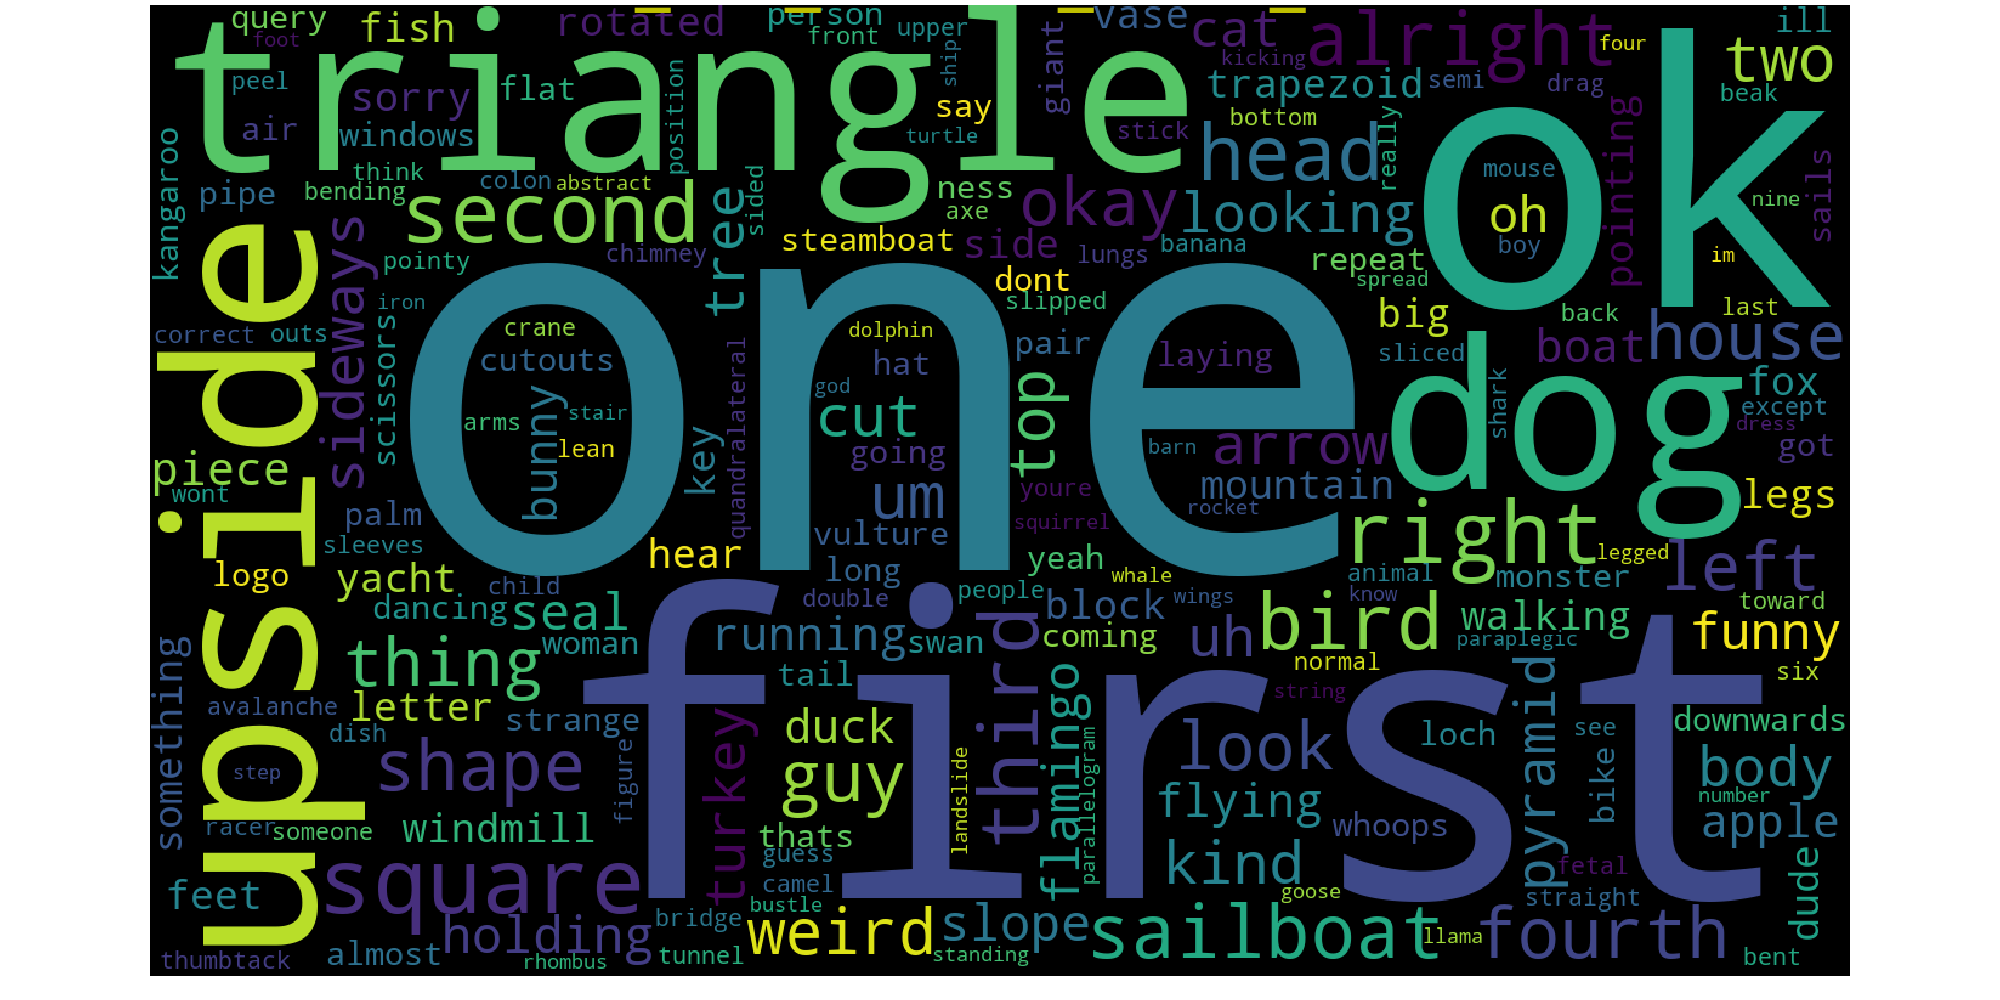 query
foot
fish
rotated
person
front
upper
vase
cat
kicking
alright
four
ill
two
triangle
ok
peel
sorry
flat
position
ship
say
giant
trapezoid
semi
drag
beak
air
windows
turtle
stick
bottom
really
pointing
sails
kangaroo
think
pipe
bending
colon
abstract
second
tree
sided
ness
axe
okay
head
looking
mouse
oh
boy
nine
upside
sideways
pointy
chimney
steamboat
side
lungs
banana
repeat
spread
im
dont
slipped
big
back
last
correct
outs
iron
scissors
one
crane
cutouts
dolphin
hat
pair
laying
sliced
boat
house
god
stair
arms
lean
bunny
key
quandralateral
cut
going
top
barn
arrow
dog
shark
fox
except
dress
got
piece
wont
um
youre
squirrel
mountain
rocket
legs
palm
sleeves
vulture
right
legged
left
logo
yacht
hear
child
long
double
yeah
whale
people
wings
animal
know
monster
toward
dancing
seal
woman
running
swan
block
coming
uh
bird
walking
paraplegic
funny
first
something
thing
tail
third
normal
string
six
avalanche
letter
strange
dish
turkey
duck
flamingo
parallelogram
look
loch
pyramid
see
bike
downwards
step
shape
figure
guy
landslide
flying
body
number
racer
someone
windmill
thats
whoops
apple
square
guess
camel
kind
goose
fetal
straight
dude
feet
holding
bridge
bustle
weird
slope
sailboat
llama
fourth
thumbtack
almost
rhombus
tunnel
standing
bent